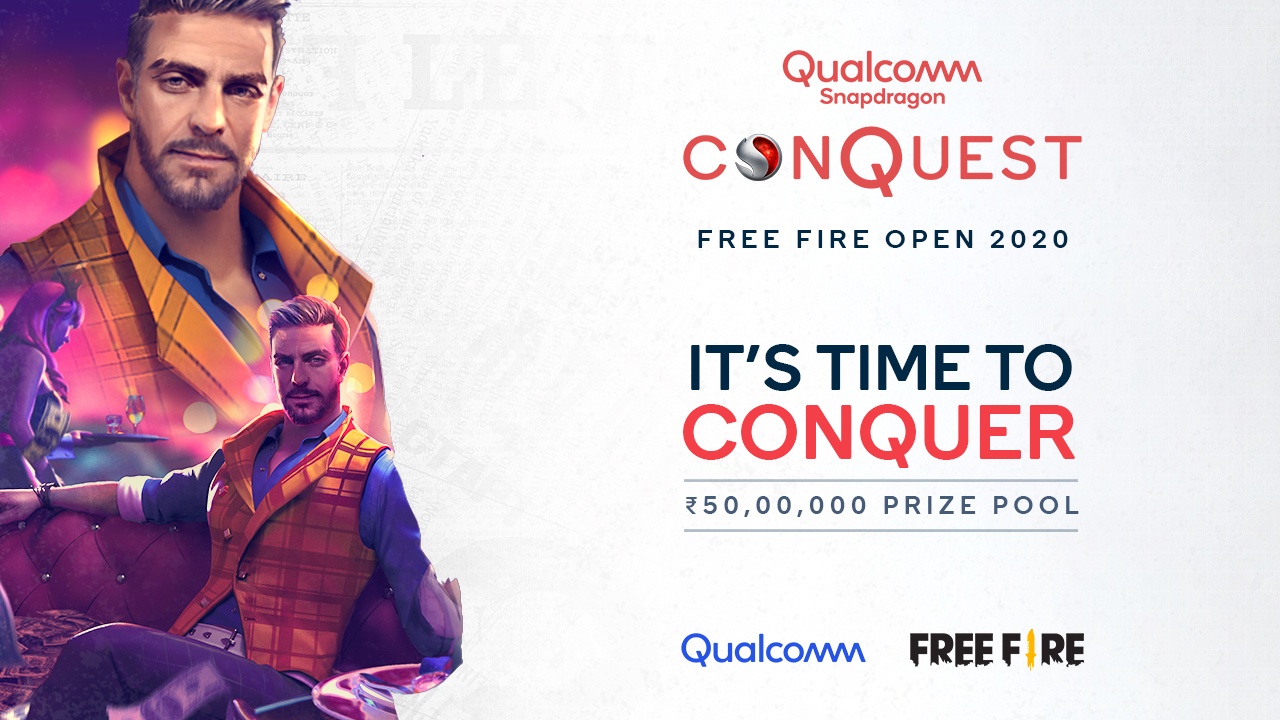 Qualcomm
Snapdragon
CONQUEST
FREE FIRE OPEN 2020
IT'S TIME TO
CONQUER
₹50,00,000 PRIZE POOL
Qualcomm FREE FIRE